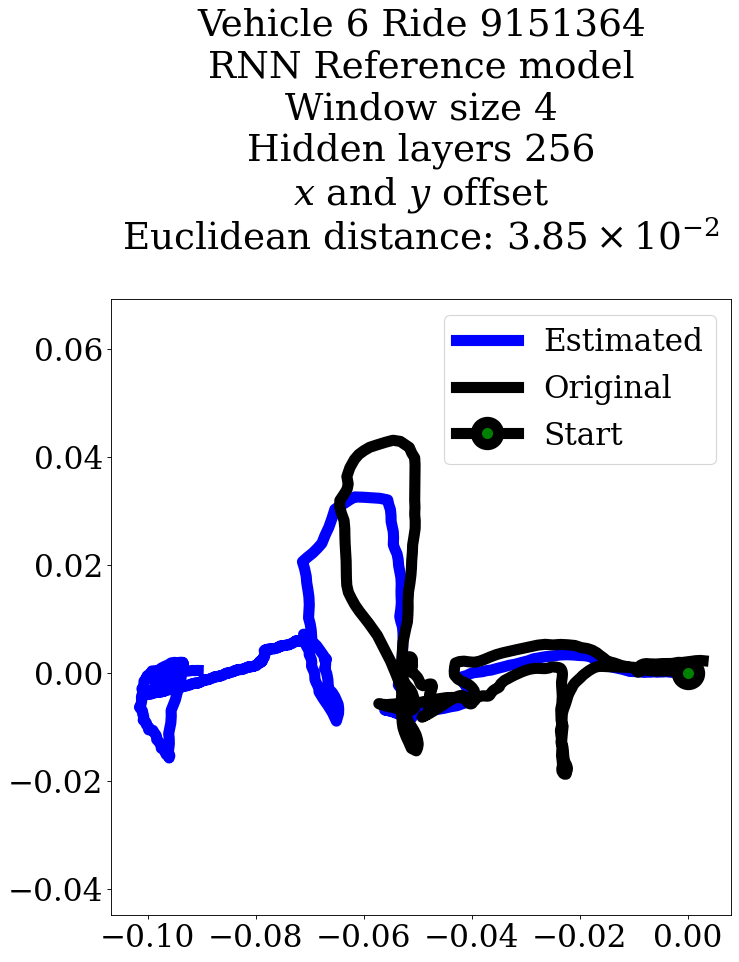 Vehicle 6 Ride 9151364
RNN Reference model
Window size 4
Hidden layers 256
x and y offset
Euclidean distance: 3.85 × 10⁻²
Estimated
Original
Start
0.06
0.04
0.02
0.00
−0.02
−0.04
−0.10 −0.08 −0.06 −0.04 −0.02 0.00